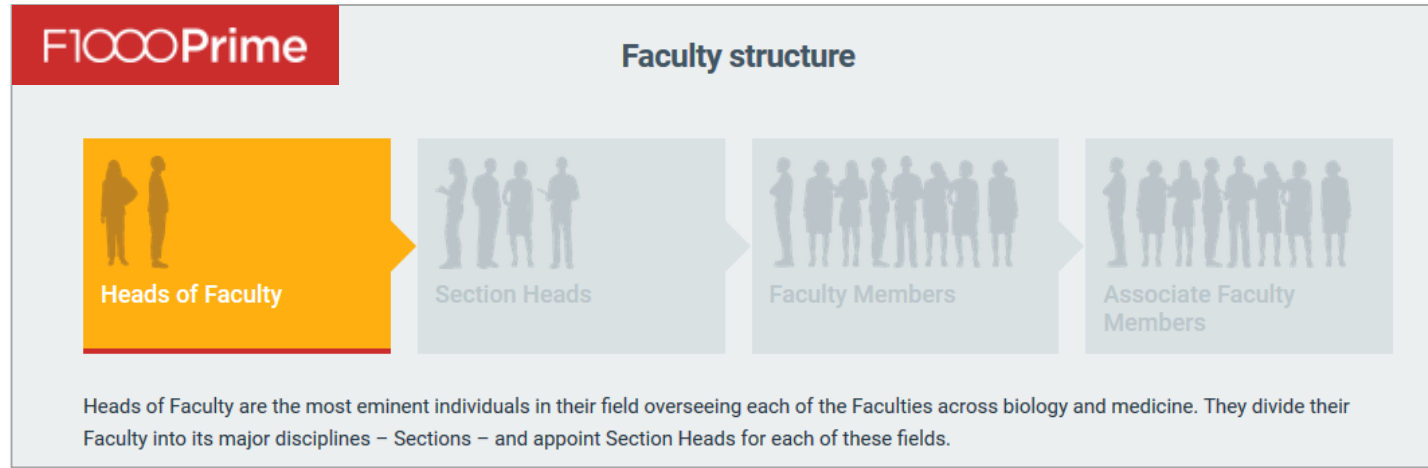 F1000Prime
Faculty structure
Heads of Faculty
Section Heads
Faculty Members
Associate Faculty
Members
Heads of Faculty are the most eminent individuals in their field overseeing each of the Faculties across biology and medicine. They divide their
Faculty into its major disciplines – Sections – and appoint Section Heads for each of these fields.